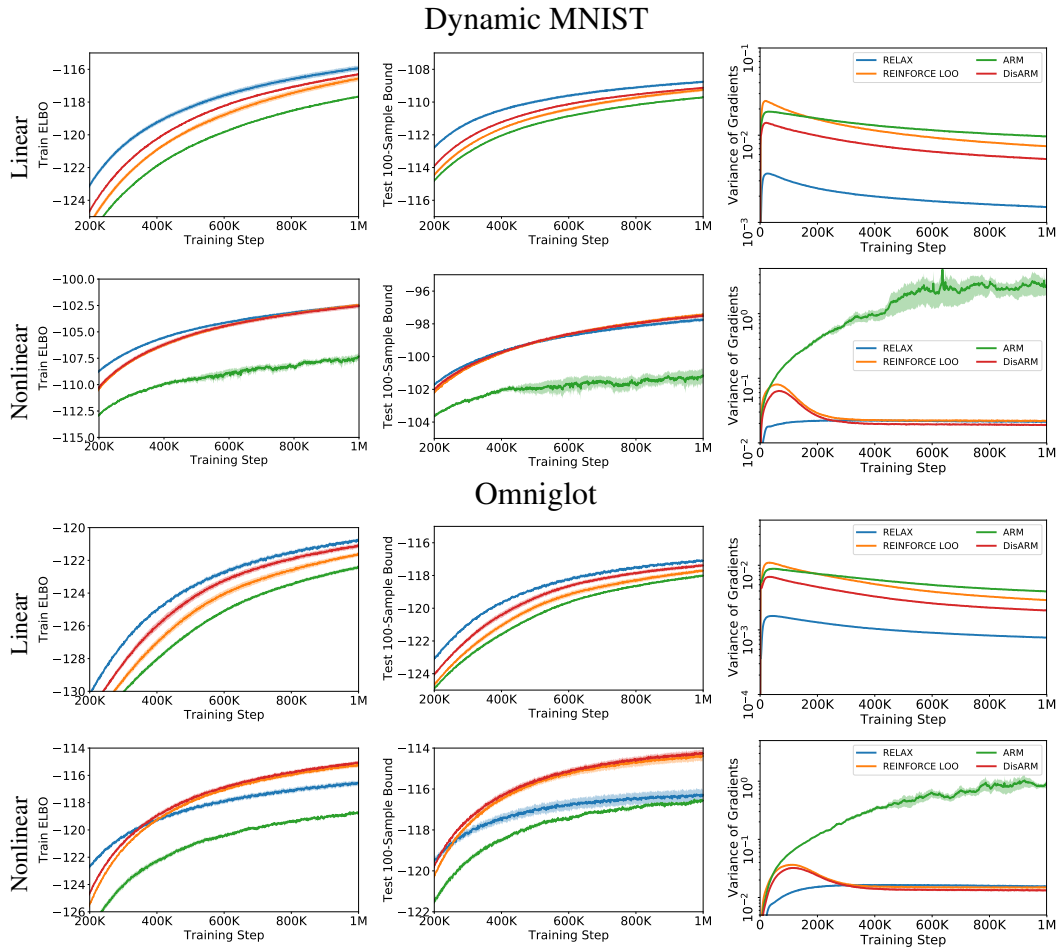 Dynamic MNIST
Linear
Train ELBO
−116
−118
−120
−122
−124
200K 400K 600K 800K 1M
Training Step
Test 100-Sample Bound
−108
−110
−112
−114
−116
200K 400K 600K 800K 1M
Training Step
Variance of Gradients
10⁻¹
10⁻²
10⁻³
RELAX
REINFORCE LOO
ARM
DisARM
0 200K 400K 600K 800K 1M
Training Step
Nonlinear
Train ELBO
−100.0
−102.5
−105.0
−107.5
−110.0
−112.5
−115.0
200K 400K 600K 800K 1M
Training Step
Test 100-Sample Bound
−96
−98
−100
−102
−104
200K 400K 600K 800K 1M
Training Step
Variance of Gradients
10⁰
10⁻¹
10⁻²
RELAX
REINFORCE LOO
ARM
DisARM
0 200K 400K 600K 800K 1M
Training Step
Omniglot
Linear
Train ELBO
−120
−122
−124
−126
−128
−130
200K 400K 600K 800K 1M
Training Step
Test 100-Sample Bound
−116
−118
−120
−122
−124
200K 400K 600K 800K 1M
Training Step
Variance of Gradients
10⁻²
10⁻³
10⁻⁴
RELAX
REINFORCE LOO
ARM
DisARM
0 200K 400K 600K 800K 1M
Training Step
Nonlinear
Train ELBO
−114
−116
−118
−120
−122
−124
−126
200K 400K 600K 800K 1M
Training Step
Test 100-Sample Bound
−114
−116
−118
−120
−122
200K 400K 600K 800K 1M
Training Step
Variance of Gradients
10⁰
10⁻¹
10⁻²
RELAX
REINFORCE LOO
ARM
DisARM
0 200K 400K 600K 800K 1M
Training Step